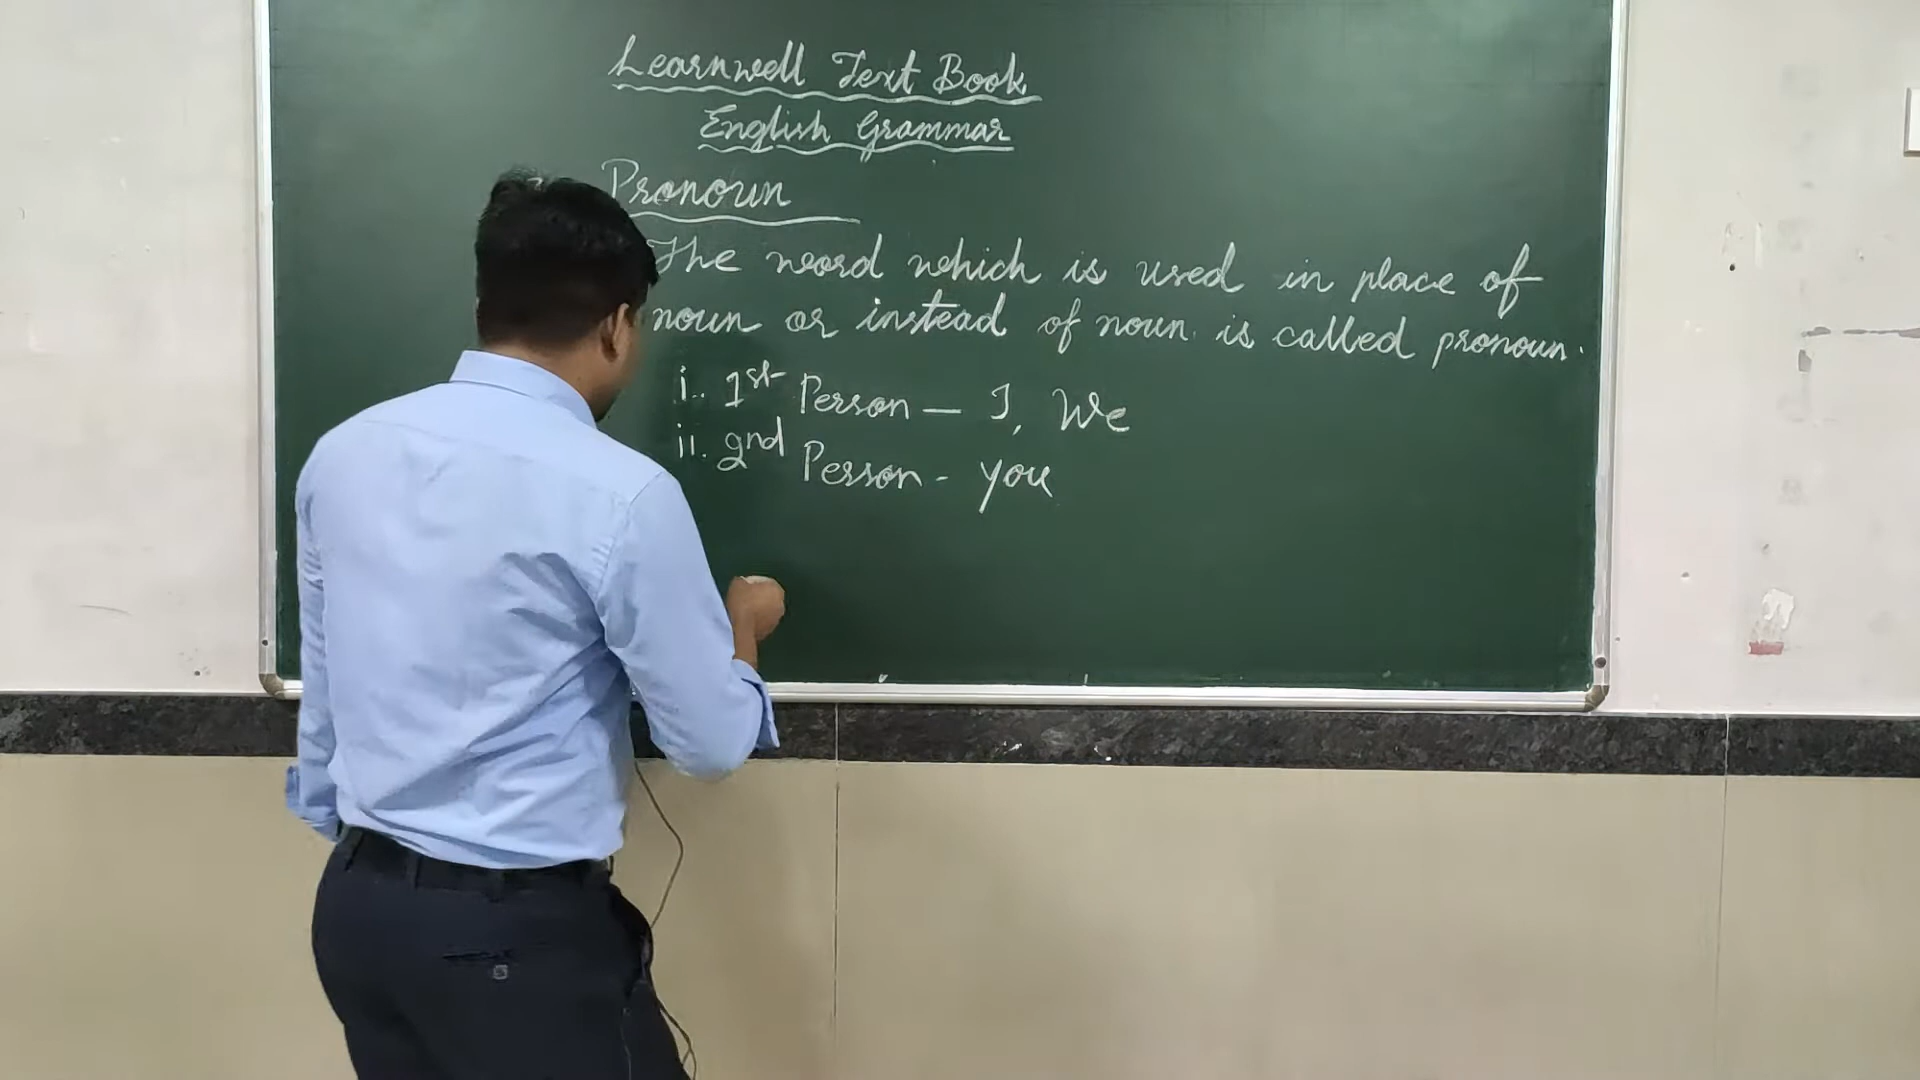 Learnwell Text Book
English Grammar
Pronoun
The word which is used in place of
noun or instead of noun is called pronoun.
i. 1st Person — I, We
ii. 2nd Person - you